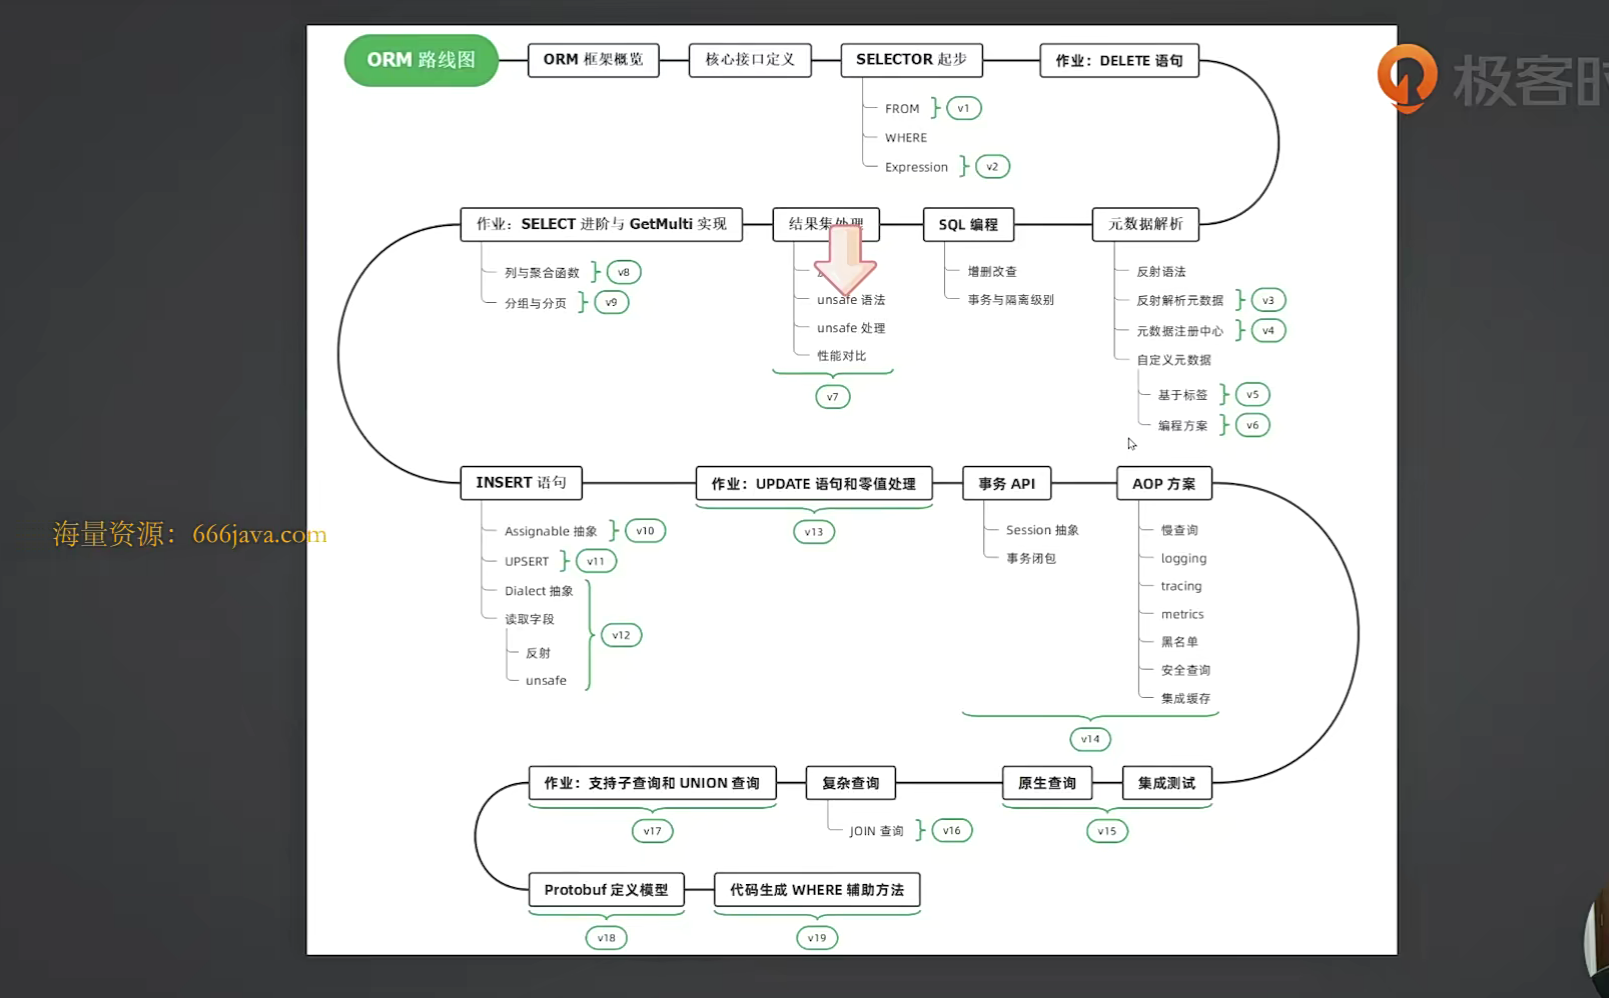 ORM 路线图
ORM 框架概览
核心接口定义
SELECTOR 起步
作业：DELETE 语句
极客时
FROM
v1
WHERE
Expression
v2
作业：SELECT 进阶与 GetMulti 实现
结果集处理
SQL 编程
元数据解析
列与聚合函数
v8
分组与分页
v9
unsafe 语法
unsafe 处理
性能对比
v7
增删改查
事务与隔离级别
反射语法
反射解析元数据
v3
元数据注册中心
v4
自定义元数据
基于标签
v5
编程方案
v6
INSERT 语句
作业：UPDATE 语句和零值处理
事务 API
AOP 方案
海量资源：666java.com
Assignable 抽象
v10
UPSERT
v11
Dialect 抽象
读取字段
反射
unsafe
v12
v13
Session 抽象
事务闭包
慢查询
logging
tracing
metrics
黑名单
安全查询
集成缓存
v14
作业：支持子查询和 UNION 查询
复杂查询
原生查询
集成测试
v17
JOIN 查询
v16
v15
Protobuf 定义模型
代码生成 WHERE 辅助方法
v18
v19